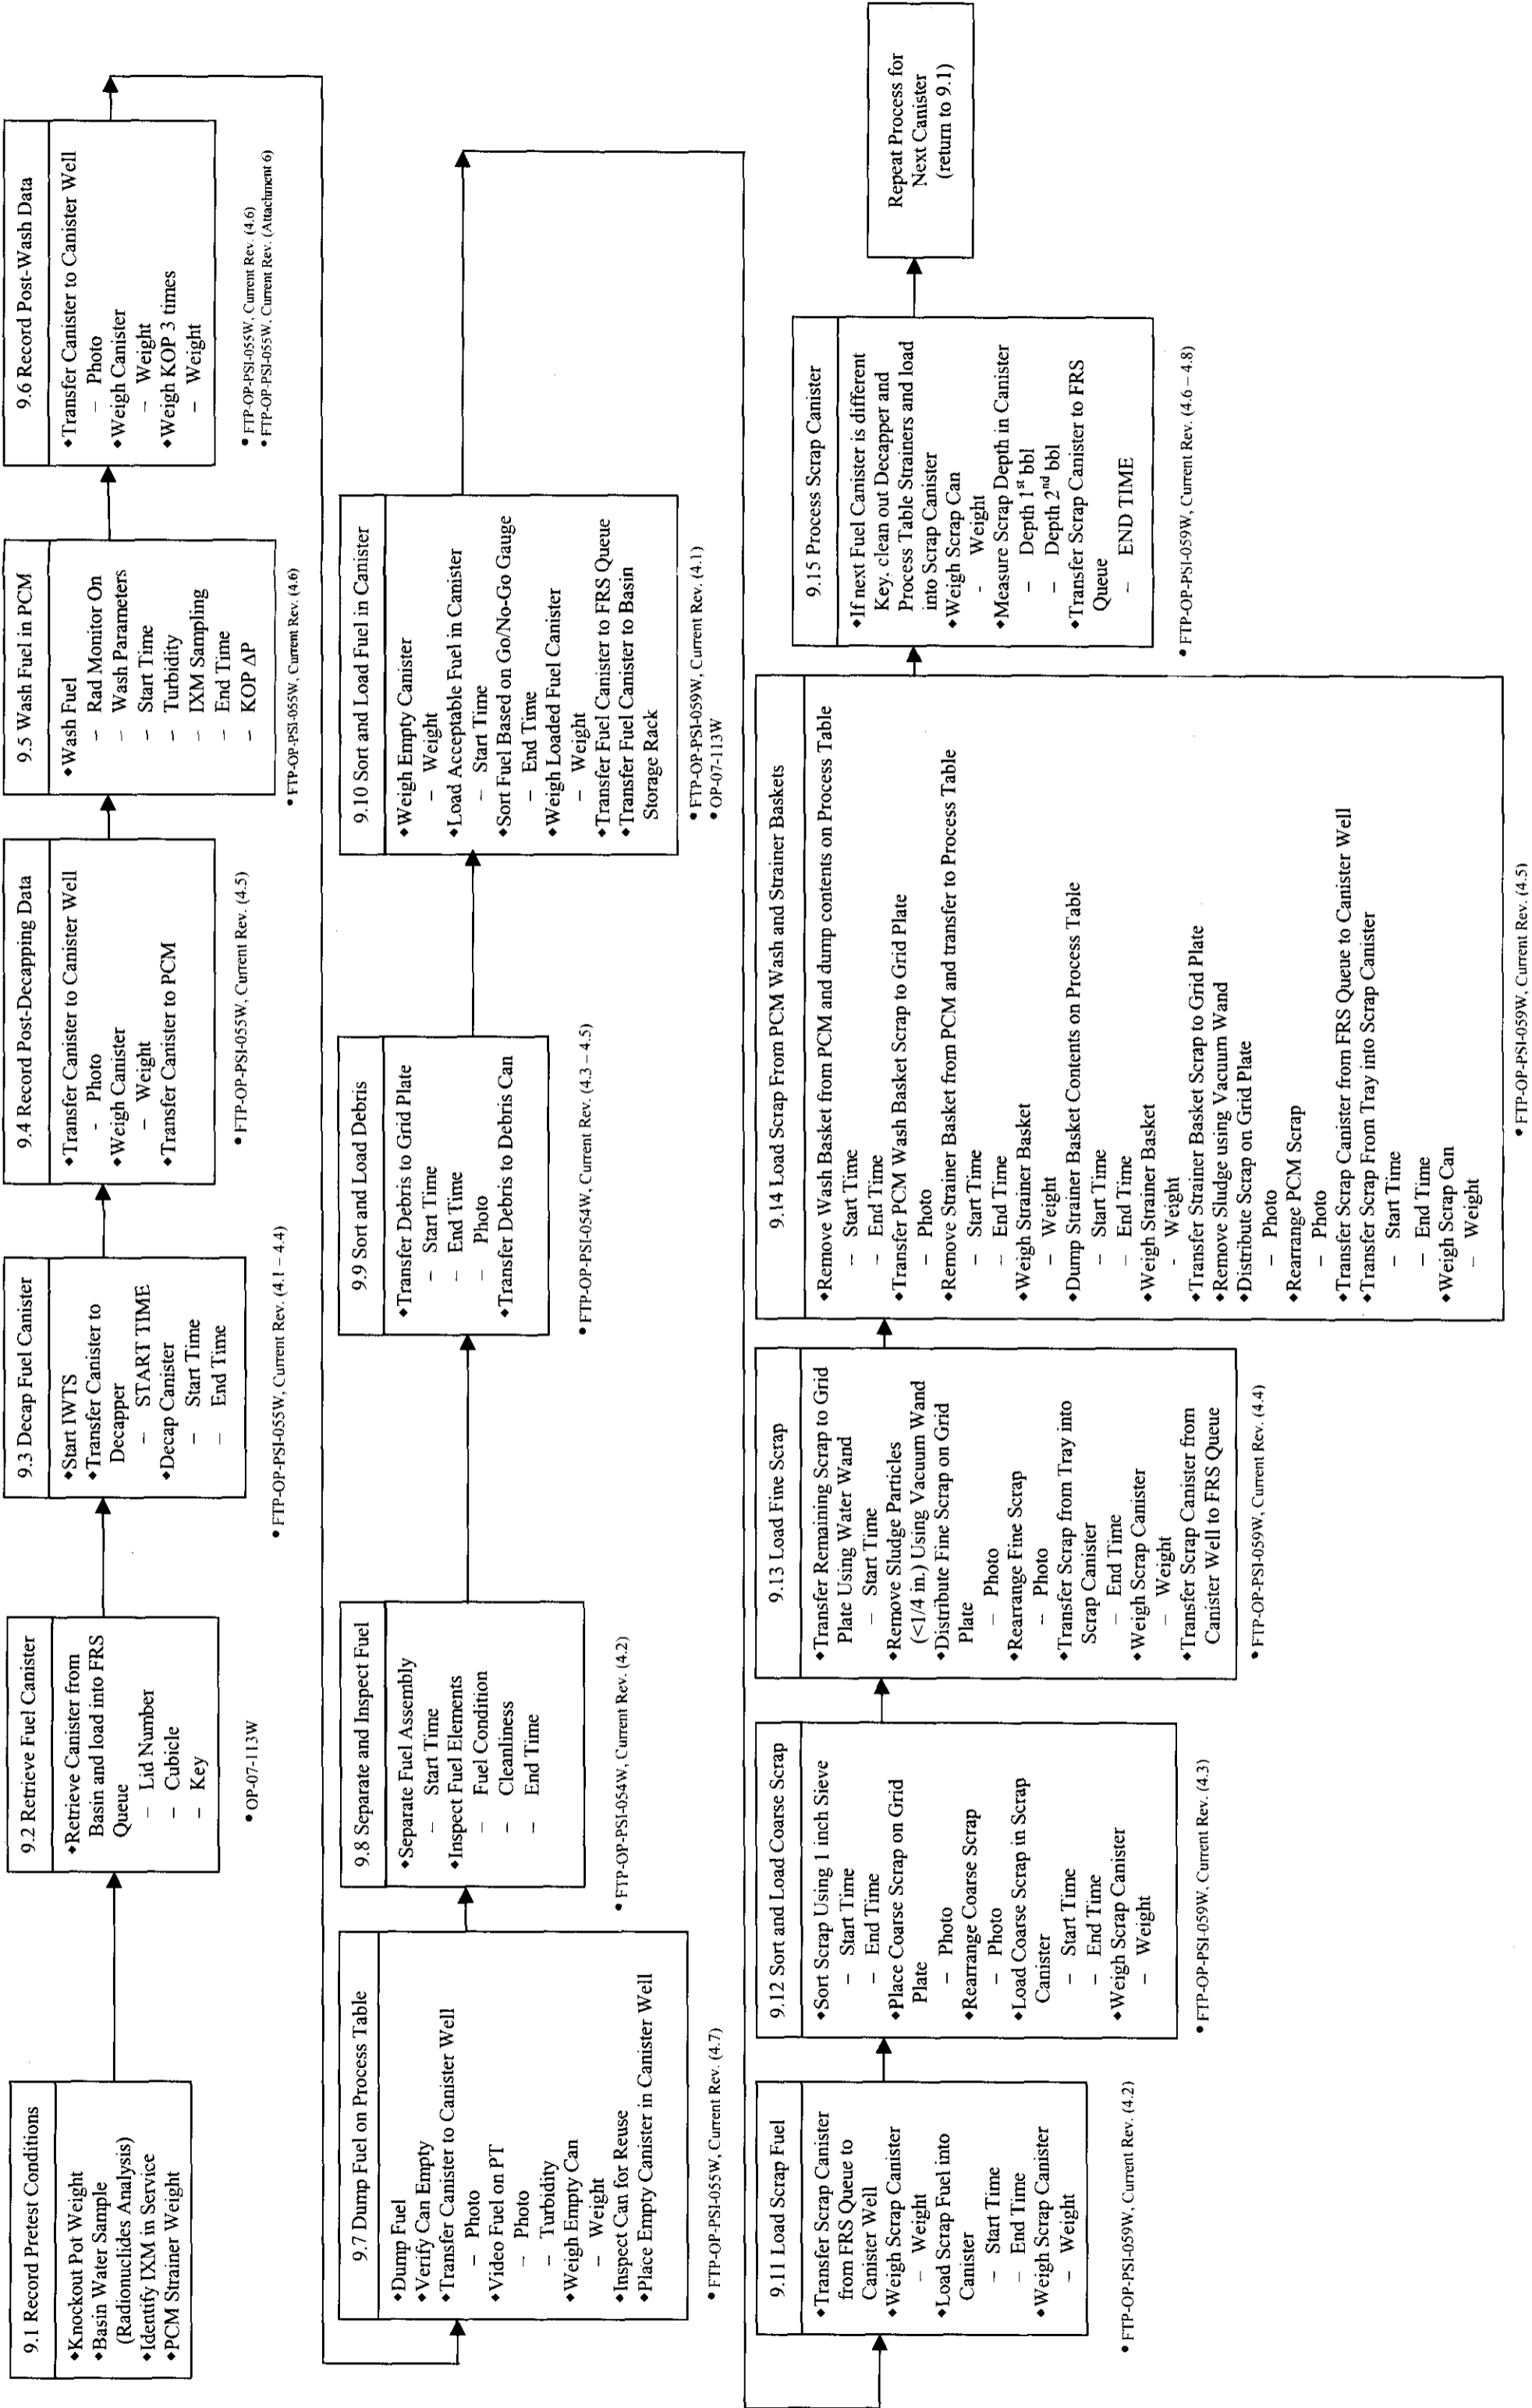 9.1 Record Pretest Conditions
◆Knockout Pot Weight
◆Basin Water Sample
(Radionuclides Analysis)
◆Identify IXM in Service
◆PCM Strainer Weight
9.2 Retrieve Fuel Canister
◆Retrieve Canister from
Basin and load into FRS
Queue
– Lid Number
– Cubicle
– Key
• OP-07-113W
9.3 Decap Fuel Canister
◆Start IWTS
◆Transfer Canister to
Decapper
– START TIME
◆Decap Canister
– Start Time
– End Time
• FTP-OP-PSI-055W, Current Rev. (4.1 – 4.4)
9.4 Record Post-Decapping Data
◆Transfer Canister to Canister Well
- Photo
◆Weigh Canister
– Weight
◆Transfer Canister to PCM
• FTP-OP-PSI-055W, Current Rev. (4.5)
9.5 Wash Fuel in PCM
◆Wash Fuel
– Rad Monitor On
– Wash Parameters
– Start Time
– Turbidity
– IXM Sampling
– End Time
– KOP ΔP
• FTP-OP-PSI-055W, Current Rev. (4.6)
9.6 Record Post-Wash Data
◆Transfer Canister to Canister Well
– Photo
◆Weigh Canister
– Weight
◆Weigh KOP 3 times
– Weight
• FTP-OP-PSI-055W, Current Rev. (4.6)
• FTP-OP-PSI-055W, Current Rev. (Attachment 6)
9.7 Dump Fuel on Process Table
◆Dump Fuel
◆Verify Can Empty
◆Transfer Canister to Canister Well
– Photo
◆Video Fuel on PT
– Photo
– Turbidity
◆Weigh Empty Can
– Weight
◆Inspect Can for Reuse
◆Place Empty Canister in Canister Well
• FTP-OP-PSI-055W, Current Rev. (4.7)
9.8 Separate and Inspect Fuel
◆Separate Fuel Assembly
– Start Time
◆Inspect Fuel Elements
– Fuel Condition
– Cleanliness
– End Time
• FTP-OP-PSI-054W, Current Rev. (4.2)
9.9 Sort and Load Debris
◆Transfer Debris to Grid Plate
– Start Time
– End Time
– Photo
◆Transfer Debris to Debris Can
• FTP-OP-PSI-054W, Current Rev. (4.3 – 4.5)
9.10 Sort and Load Fuel in Canister
◆Weigh Empty Canister
– Weight
◆Load Acceptable Fuel in Canister
– Start Time
◆Sort Fuel Based on Go/No-Go Gauge
– End Time
◆Weigh Loaded Fuel Canister
– Weight
◆Transfer Fuel Canister to FRS Queue
◆Transfer Fuel Canister to Basin
Storage Rack
• FTP-OP-PSI-059W, Current Rev. (4.1)
• OP-07-113W
9.11 Load Scrap Fuel
◆Transfer Scrap Canister
from FRS Queue to
Canister Well
◆Weigh Scrap Canister
– Weight
◆Load Scrap Fuel into
Canister
– Start Time
– End Time
◆Weigh Scrap Canister
– Weight
• FTP-OP-PSI-059W, Current Rev. (4.2)
9.12 Sort and Load Coarse Scrap
◆Sort Scrap Using 1 inch Sieve
– Start Time
– End Time
◆Place Coarse Scrap on Grid
Plate
– Photo
◆Rearrange Coarse Scrap
– Photo
◆Load Coarse Scrap in Scrap
Canister
– Start Time
– End Time
◆Weigh Scrap Canister
– Weight
• FTP-OP-PSI-059W, Current Rev. (4.3)
9.13 Load Fine Scrap
◆Transfer Remaining Scrap to Grid
Plate Using Water Wand
– Start Time
◆Remove Sludge Particles
(<1/4 in.) Using Vacuum Wand
◆Distribute Fine Scrap on Grid
Plate
– Photo
◆Rearrange Fine Scrap
– Photo
◆Transfer Scrap from Tray into
Scrap Canister
– End Time
◆Weigh Scrap Canister
– Weight
◆Transfer Scrap Canister from
Canister Well to FRS Queue
• FTP-OP-PSI-059W, Current Rev. (4.4)
9.14 Load Scrap From PCM Wash and Strainer Baskets
◆Remove Wash Basket from PCM and dump contents on Process Table
– Start Time
– End Time
◆Transfer PCM Wash Basket Scrap to Grid Plate
– Photo
◆Remove Strainer Basket from PCM and transfer to Process Table
– Start Time
– End Time
◆Weigh Strainer Basket
– Weight
◆Dump Strainer Basket Contents on Process Table
– Start Time
– End Time
◆Weigh Strainer Basket
- Weight
◆Transfer Strainer Basket Scrap to Grid Plate
◆Remove Sludge using Vacuum Wand
◆Distribute Scrap on Grid Plate
– Photo
◆Rearrange PCM Scrap
– Photo
◆Transfer Scrap Canister from FRS Queue to Canister Well
◆Transfer Scrap From Tray into Scrap Canister
– Start Time
– End Time
◆Weigh Scrap Can
– Weight
• FTP-OP-PSI-059W, Current Rev. (4.5)
9.15 Process Scrap Canister
◆If next Fuel Canister is different
Key, clean out Decapper and
Process Table Strainers and load
into Scrap Canister
◆Weigh Scrap Can
- Weight
◆Measure Scrap Depth in Canister
– Depth 1st bbl
– Depth 2nd bbl
◆Transfer Scrap Canister to FRS
Queue
– END TIME
• FTP-OP-PSI-059W, Current Rev. (4.6 – 4.8)
Repeat Process for
Next Canister
(return to 9.1)